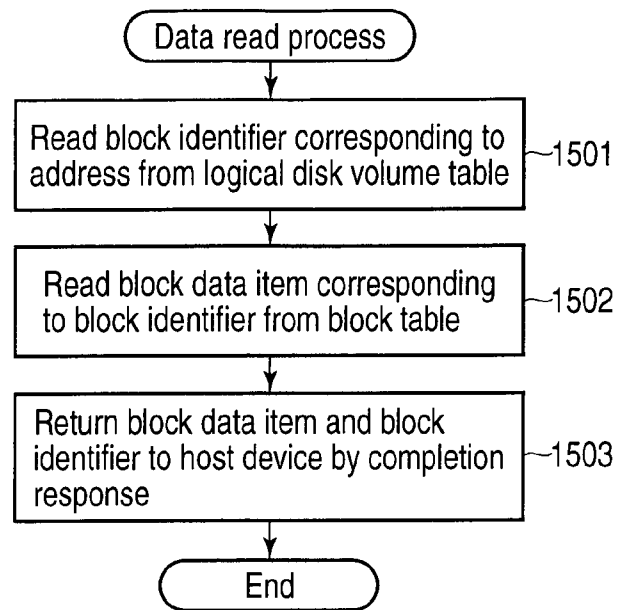 Data read process
Read block identifier corresponding to
address from logical disk volume table
1501
Read block data item corresponding
to block identifier from block table
1502
Return block data item and block
identifier to host device by completion
response
1503
End